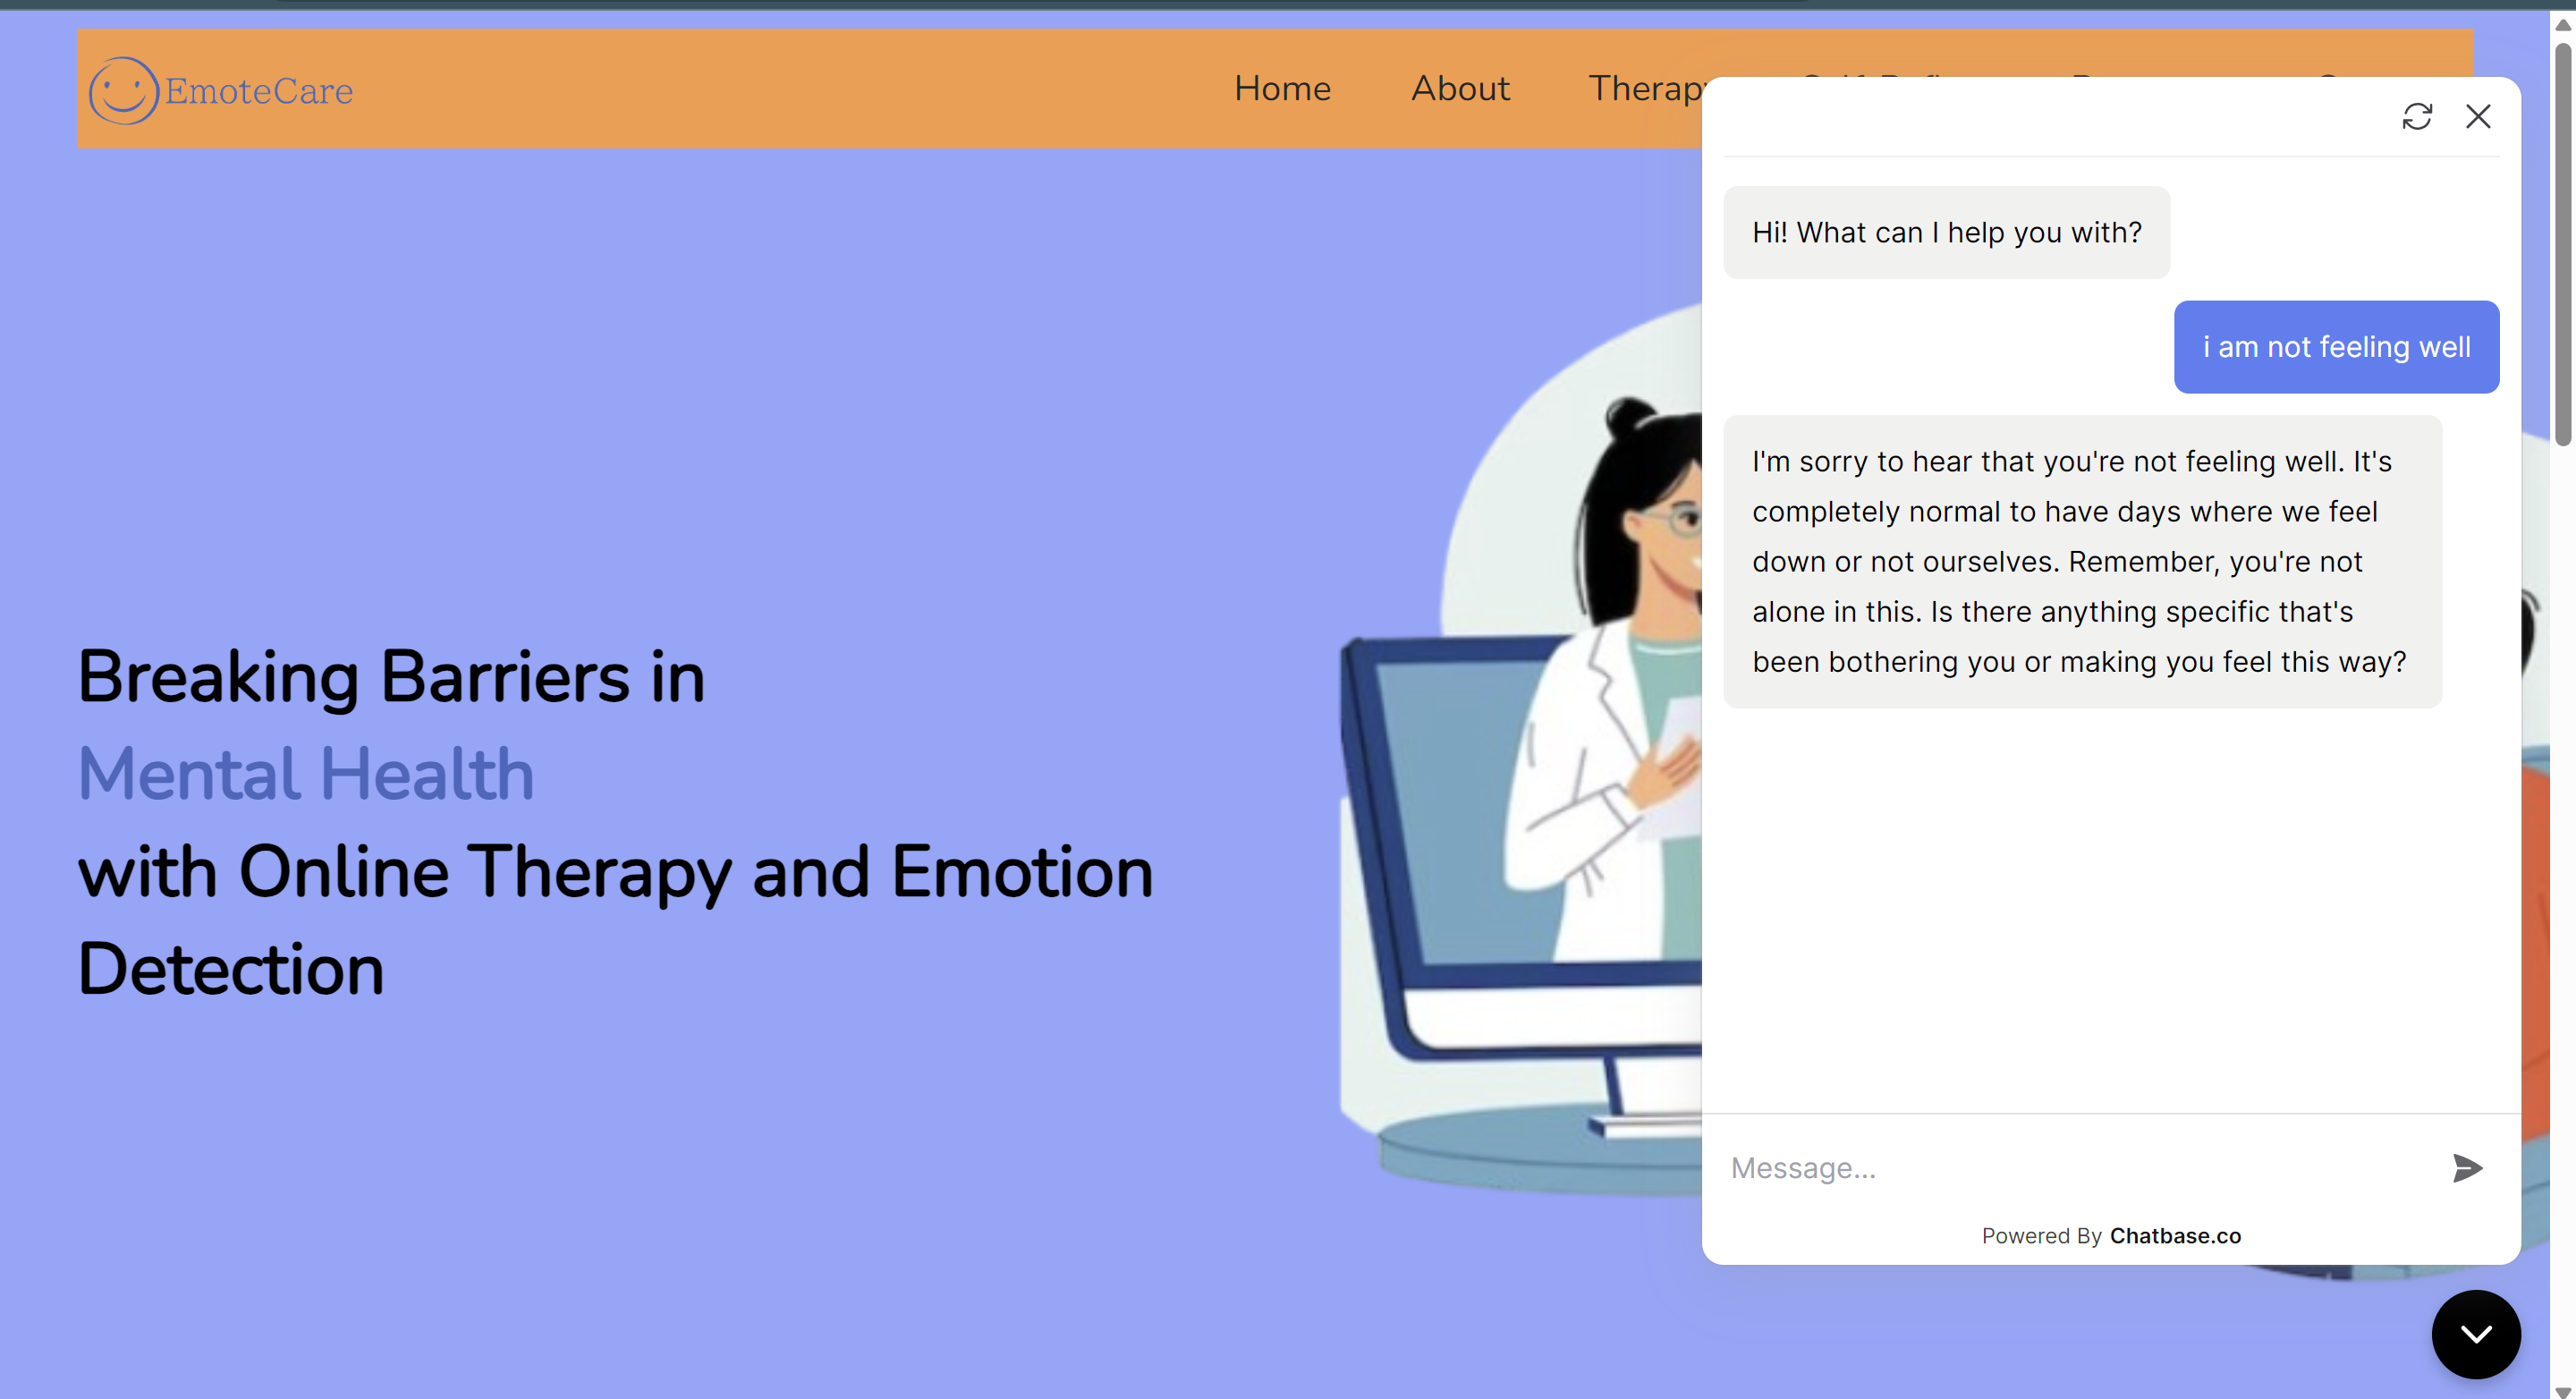 EmoteCare
Home About
Hi! What can I help you with?
i am not feeling well
I'm sorry to hear that you're not feeling well. It's
completely normal to have days where we feel
down or not ourselves. Remember, you're not
alone in this. Is there anything specific that's
been bothering you or making you feel this way?
Breaking Barriers in
Mental Health
with Online Therapy and Emotion
Detection
Message...
Powered By Chatbase.co